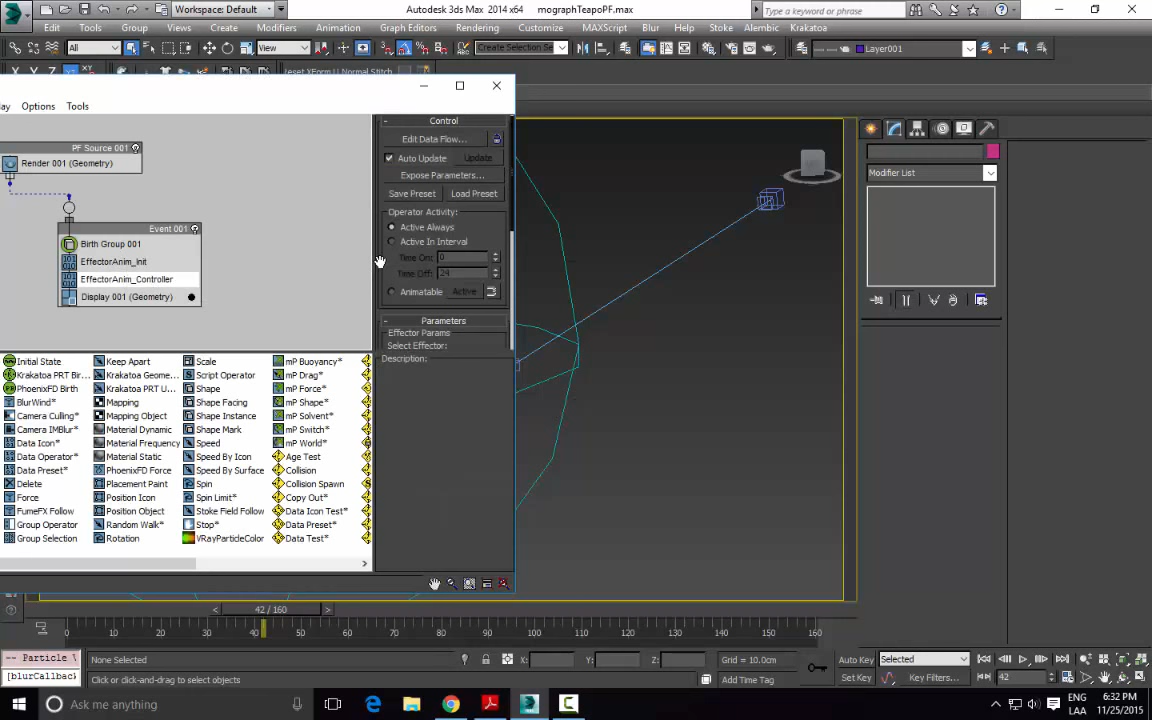 Workspace: Default
Autodesk 3ds Max 2014 x64 mographTeapoPF.max
Type a keyword or phrase
Edit Tools Group Views Create Modifiers Animation Graph Editors Rendering Customize MAXScript Blur Help Stoke Alembic Krakatoa
All View Create Selection Se Layer001
X
reset XForm U Normal Stitch
lay Options Tools
PF Source 001
Render 001 (Geometry)
Event 001
Birth Group 001
EffectorAnim_Init
EffectorAnim_Controller
Display 001 (Geometry)
Control
Edit Data Flow...
Auto Update Update
Expose Parameters...
Save Preset Load Preset
Operator Activity:
Active Always
Active In Interval
Time On: 0
Time Off: 24
Animatable Active
Parameters
Effector Params
Select Effector:
Description:
Modifier List
Initial State Keep Apart Scale mP Buoyancy*
Krakatoa PRT Bir... Krakatoa Geome... Script Operator mP Drag*
PhoenixFD Birth Krakatoa PRT U... Shape mP Force*
BlurWind* Mapping Shape Facing mP Shape*
Camera Culling* Mapping Object Shape Instance mP Solvent*
Camera IMBlur* Material Dynamic Shape Mark mP Switch*
Data Icon* Material Frequency Speed mP World*
Data Operator* Material Static Speed By Icon Age Test
Data Preset* PhoenixFD Force Speed By Surface Collision
Delete Placement Paint Spin Collision Spawn
Force Position Icon Spin Limit* Copy Out*
FumeFX Follow Position Object Stoke Field Follow Data Icon Test*
Group Operator Random Walk* Stop* Data Preset*
Group Selection Rotation VRayParticleColor Data Test*
< 42 / 160 >
0 10 20 30 40 50 60 70 80 90 100 110 120 130 140 150 160
-- Particle \
[blurCallback
None Selected X: Y: Z: Grid = 10.0cm
Click or click-and-drag to select objects Add Time Tag
Auto Key Selected
Set Key Key Filters... 42
Ask me anything
ENG 6:32 PM
LAA 11/25/2015